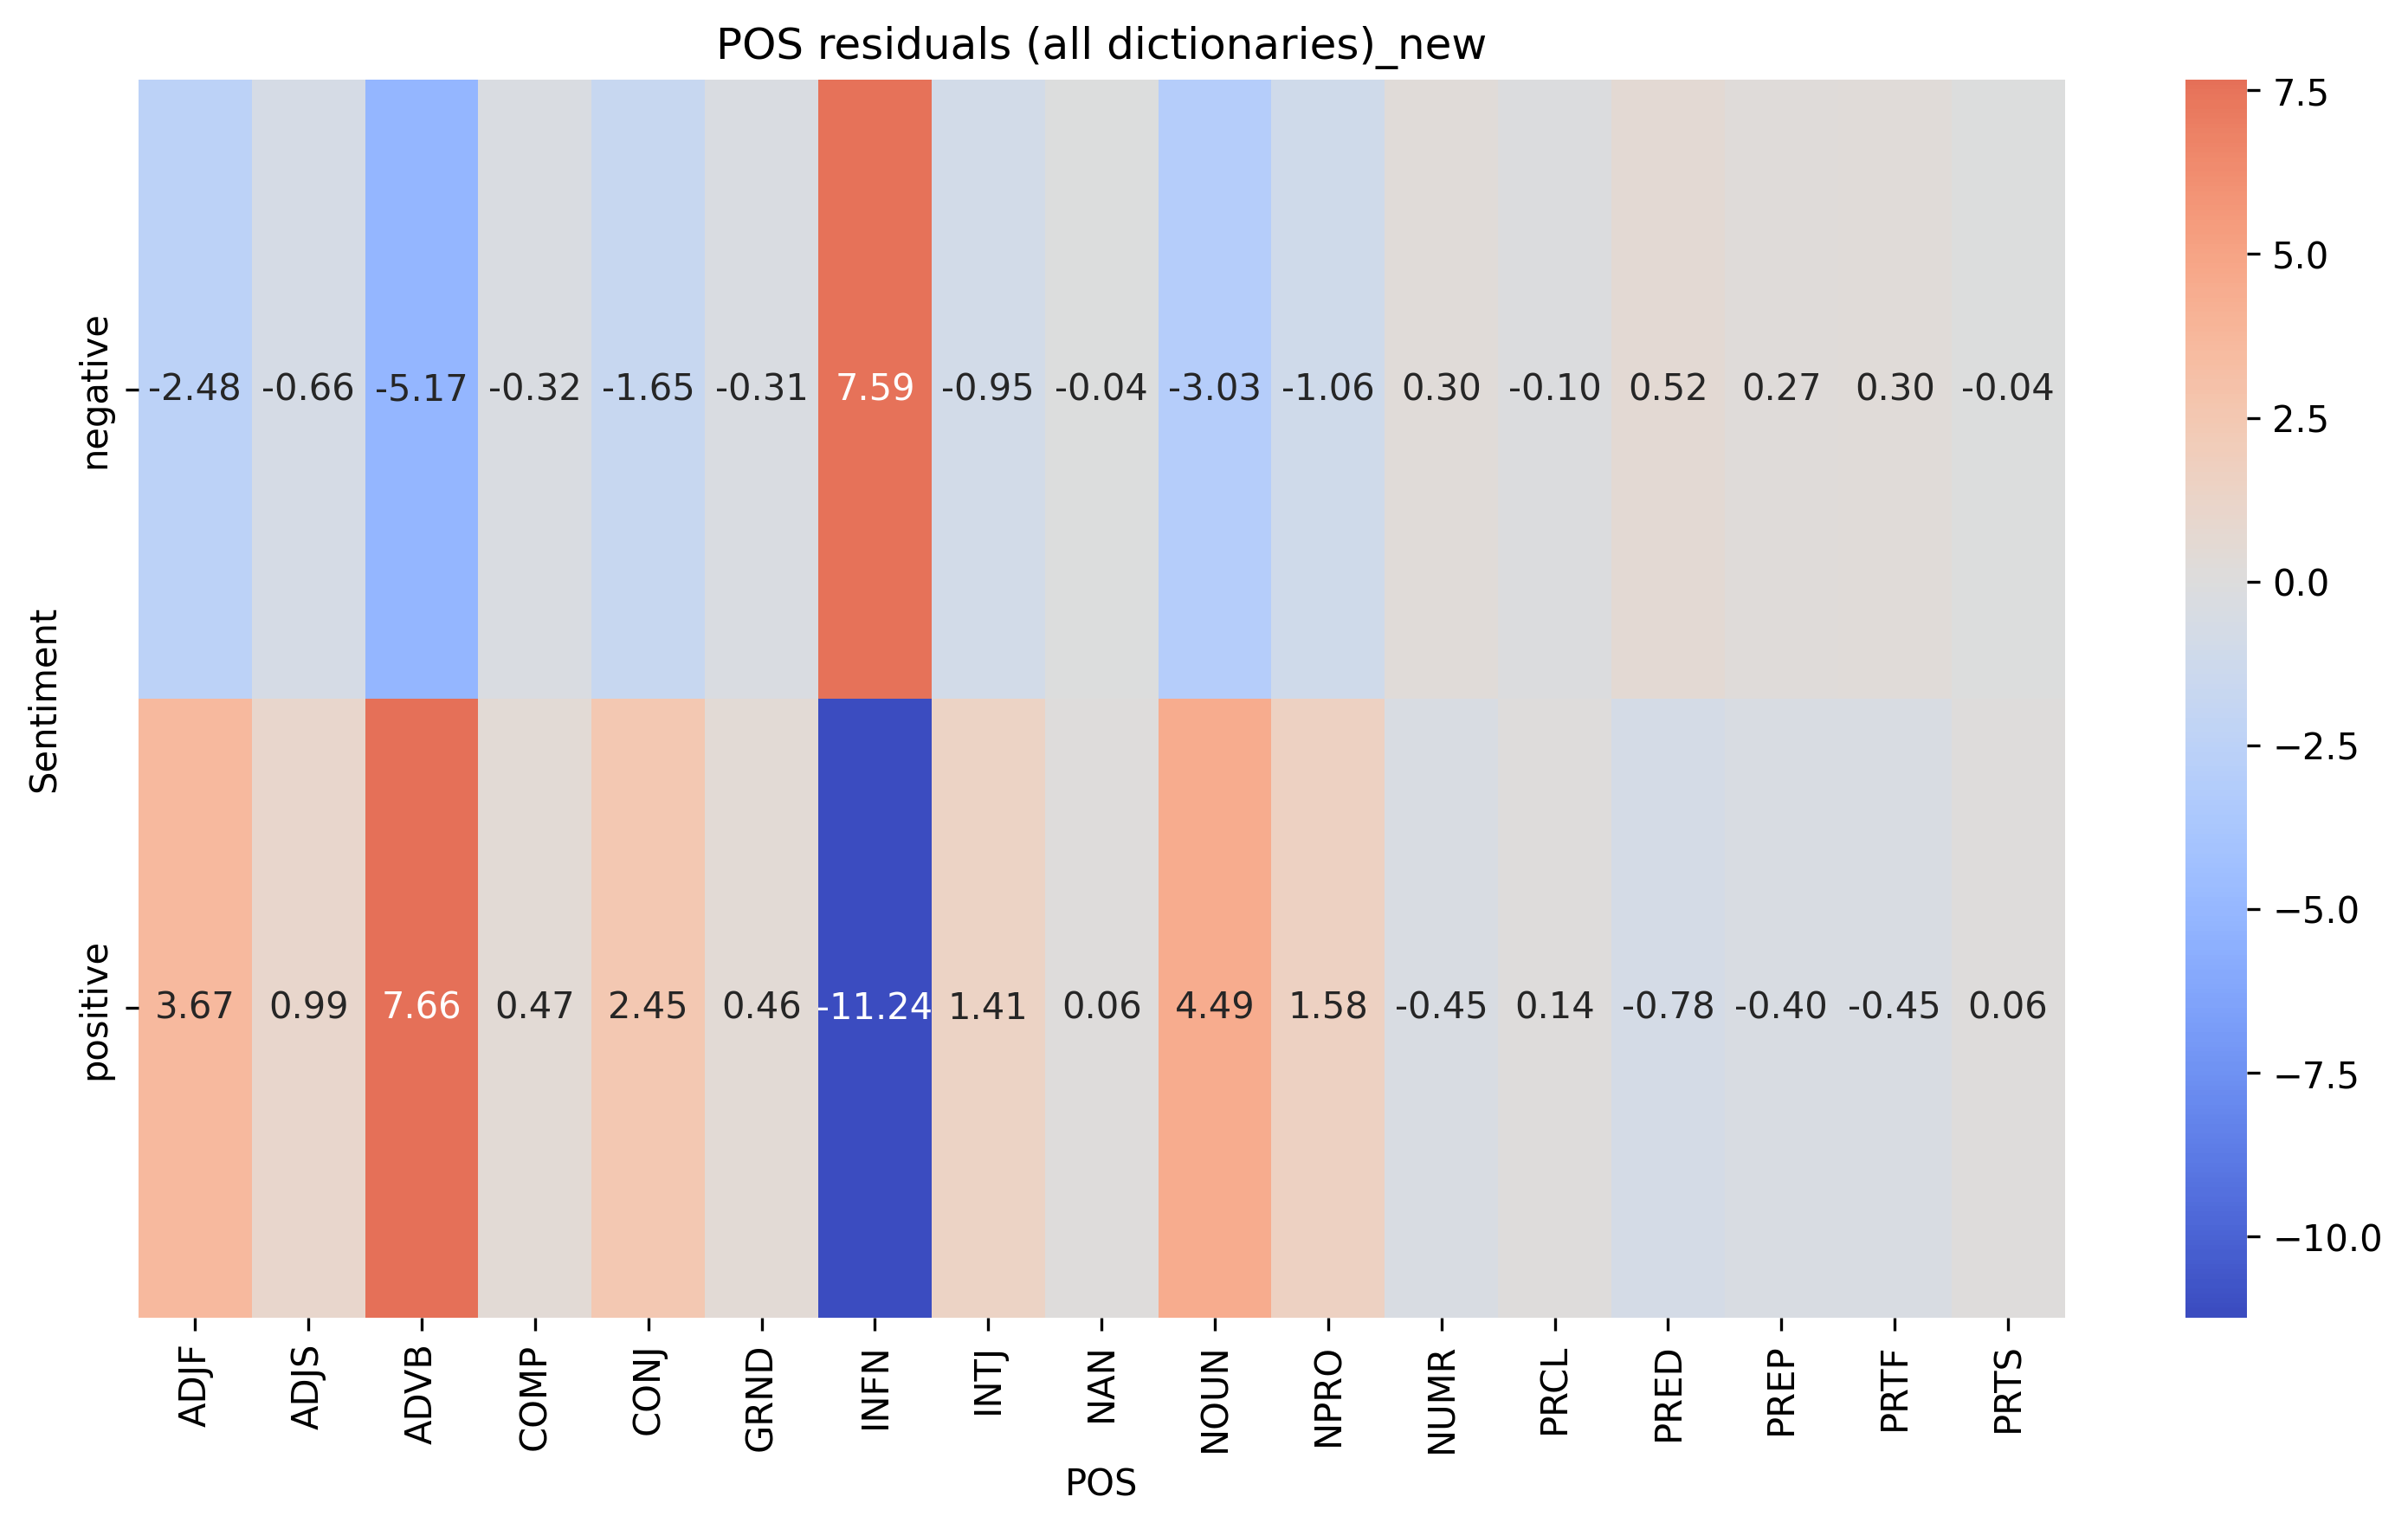 POS residuals (all dictionaries)_new
Sentiment
negative
-2.48 -0.66 -5.17 -0.32 -1.65 -0.31 7.59 -0.95 -0.04 -3.03 -1.06 0.30 -0.10 0.52 0.27 0.30 -0.04
positive
3.67 0.99 7.66 0.47 2.45 0.46 -11.24 1.41 0.06 4.49 1.58 -0.45 0.14 -0.78 -0.40 -0.45 0.06
ADJF ADJS ADVB COMP CONJ GRND INFN INTJ NAN NOUN NPRO NUMR PRCL PRED PREP PRTF PRTS
POS
7.5
5.0
2.5
0.0
−2.5
−5.0
−7.5
−10.0